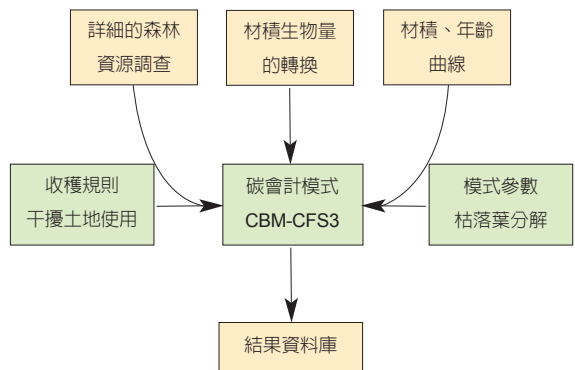 詳細的森林
資源調查
材積生物量
的轉換
材積、年齡
曲線
收穫規則
干擾土地使用
碳會計模式
CBM-CFS3
模式參數
枯落葉分解
結果資料庫